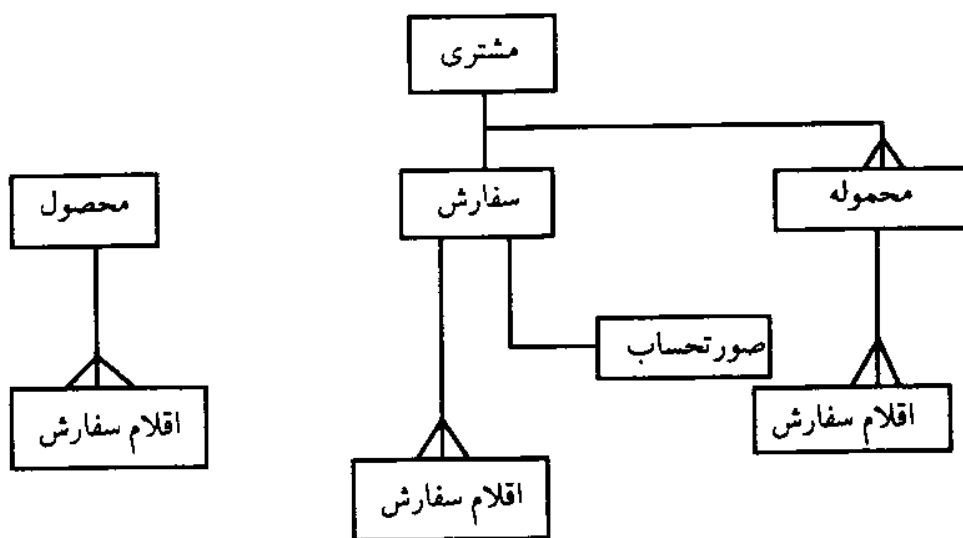 مشتری
محموله
سفارش
محصول
صورتحساب
اقلام سفارش
اقلام سفارش
اقلام سفارش